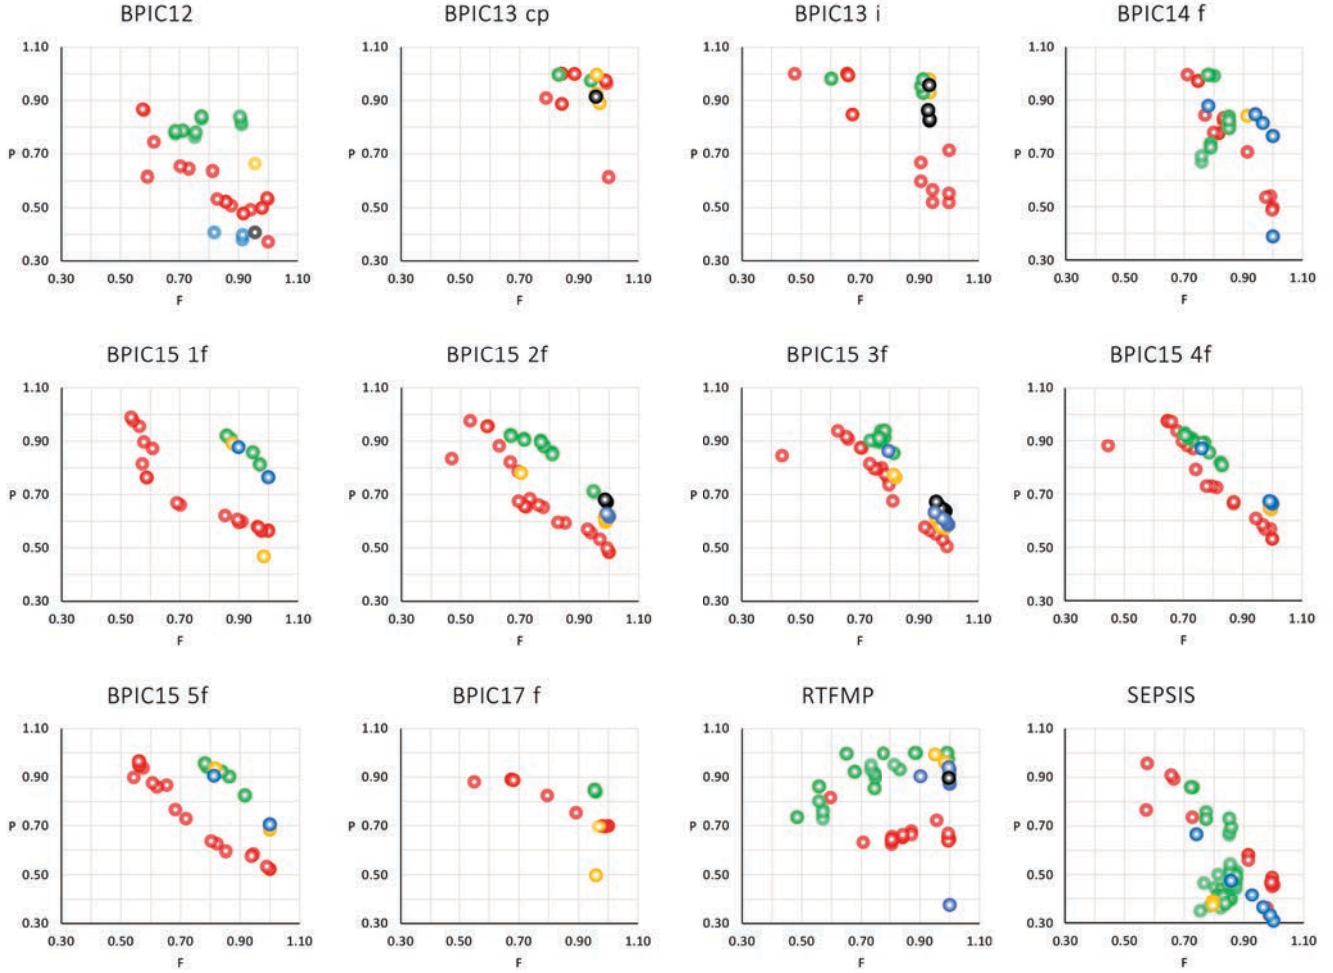 BPIC12 BPIC13 cp BPIC13 i BPIC14 f
1.10 1.10 1.10 1.10
0.90 0.90 0.90 0.90
P 0.70 P 0.70 P 0.70 P 0.70
0.50 0.50 0.50 0.50
0.30 0.30 0.30 0.30
0.30 0.50 0.70 0.90 1.10 0.30 0.50 0.70 0.90 1.10 0.30 0.50 0.70 0.90 1.10 0.30 0.50 0.70 0.90 1.10
F F F F
BPIC15 1f BPIC15 2f BPIC15 3f BPIC15 4f
1.10 1.10 1.10 1.10
0.90 0.90 0.90 0.90
P 0.70 P 0.70 P 0.70 P 0.70
0.50 0.50 0.50 0.50
0.30 0.30 0.30 0.30
0.30 0.50 0.70 0.90 1.10 0.30 0.50 0.70 0.90 1.10 0.30 0.50 0.70 0.90 1.10 0.30 0.50 0.70 0.90 1.10
F F F F
BPIC15 5f BPIC17 f RTFMP SEPSIS
1.10 1.10 1.10 1.10
0.90 0.90 0.90 0.90
P 0.70 P 0.70 P 0.70 P 0.70
0.50 0.50 0.50 0.50
0.30 0.30 0.30 0.30
0.30 0.50 0.70 0.90 1.10 0.30 0.50 0.70 0.90 1.10 0.30 0.50 0.70 0.90 1.10 0.30 0.50 0.70 0.90 1.10
F F F F